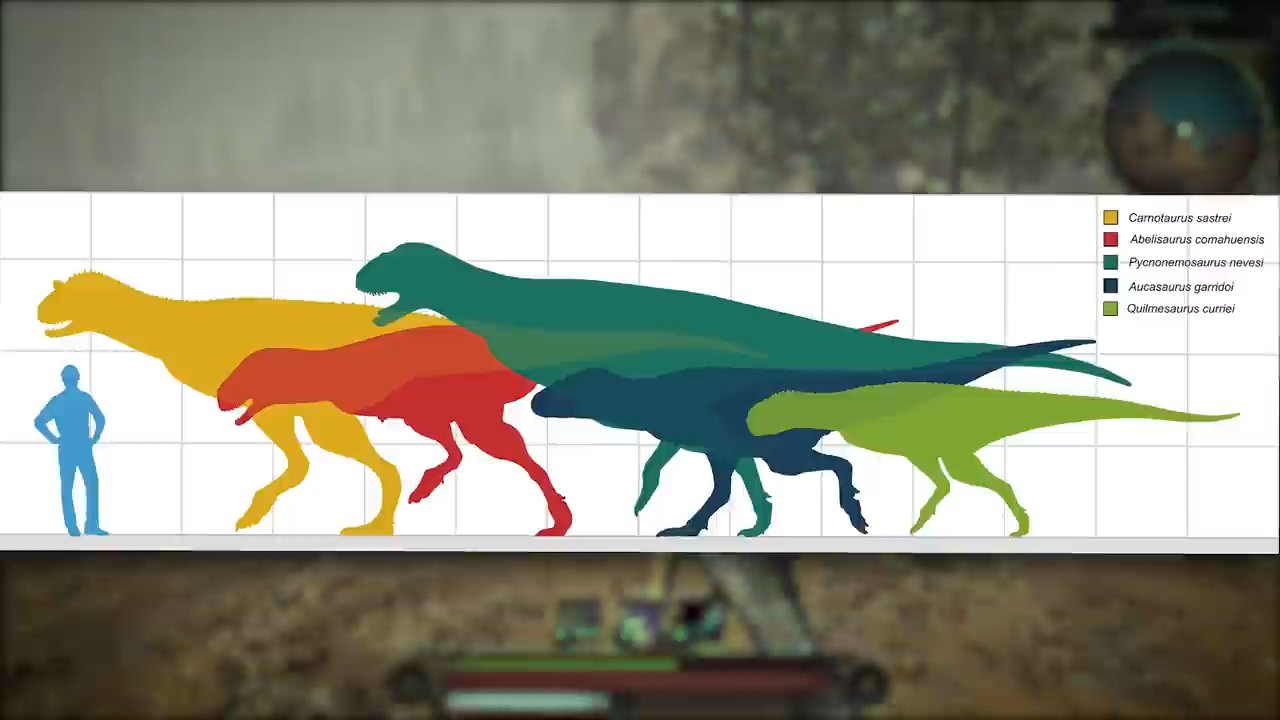 Carnotaurus sastrei
Abelisaurus comahuensis
Pycnonemosaurus nevesi
Aucasaurus garridoi
Quilmesaurus curriei